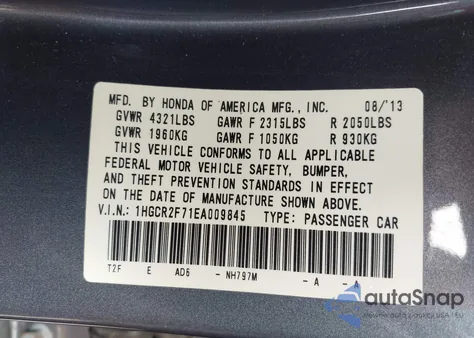 MFD. BY HONDA OF AMERICA MFG., INC. 08/'13
GVWR 4321LBS GAWR F 2315LBS R 2050LBS
GVWR 1960KG GAWR F 1050KG R 930KG
THIS VEHICLE CONFORMS TO ALL APPLICABLE
FEDERAL MOTOR VEHICLE SAFETY, BUMPER,
AND THEFT PREVENTION STANDARDS IN EFFECT
ON THE DATE OF MANUFACTURE SHOWN ABOVE.
V.I.N.: 1HGCR2F71EA009845 TYPE: PASSENGER CAR
T2F E AD6 -NH797M -A -A
autoSnap